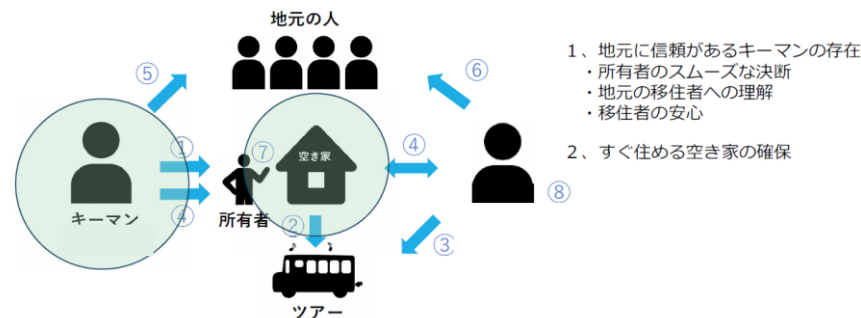 地元の人
⑤
⑥
①
⑦
空き家
④
④
キーマン
所有者
②
③
⑧
ツアー
1、地元に信頼があるキーマンの存在
・所有者のスムーズな決断
・地元の移住者への理解
・移住者の安心
2、すぐ住める空き家の確保